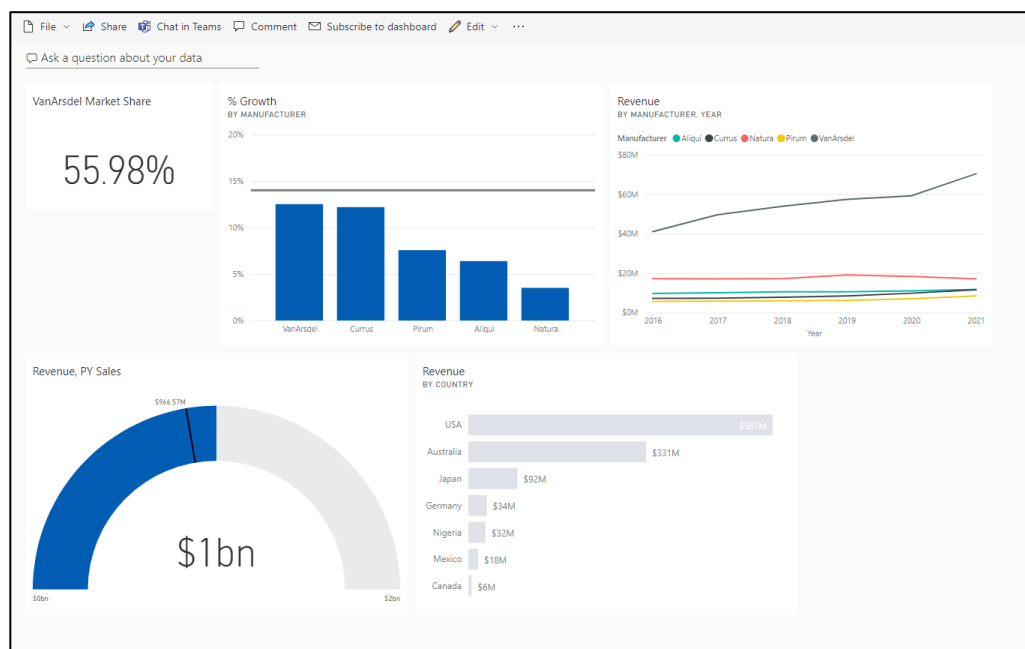 File Share Chat in Teams Comment Subscribe to dashboard Edit ...
Ask a question about your data
VanArsdel Market Share
55.98%
% Growth
BY MANUFACTURER
20%
15%
10%
5%
0%
VanArsdel Currus Pirum Aliqui Natura
Revenue
BY MANUFACTURER, YEAR
Manufacturer Aliqui Currus Natura Pirum VanArsdel
$80M
$60M
$40M
$20M
$0M
2016 2017 2018 2019 2020 2021
Year
Revenue, PY Sales
$966.57M
$1bn
$0bn $2bn
Revenue
BY COUNTRY
USA $567M
Australia $331M
Japan $92M
Germany $34M
Nigeria $32M
Mexico $18M
Canada $6M